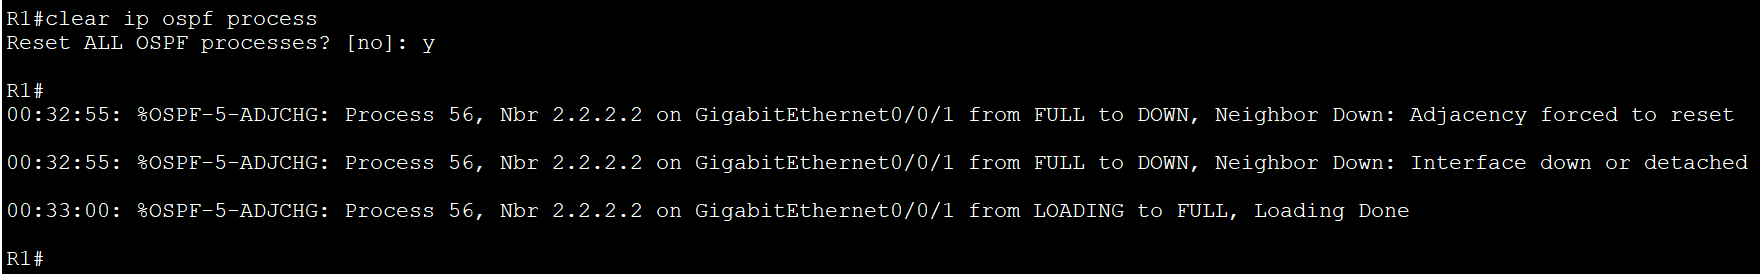 R1#clear ip ospf process
Reset ALL OSPF processes? [no]: y
R1#
00:32:55: %OSPF-5-ADJCHG: Process 56, Nbr 2.2.2.2 on GigabitEthernet0/0/1 from FULL to DOWN, Neighbor Down: Adjacency forced to reset
00:32:55: %OSPF-5-ADJCHG: Process 56, Nbr 2.2.2.2 on GigabitEthernet0/0/1 from FULL to DOWN, Neighbor Down: Interface down or detached
00:33:00: %OSPF-5-ADJCHG: Process 56, Nbr 2.2.2.2 on GigabitEthernet0/0/1 from LOADING to FULL, Loading Done
R1#